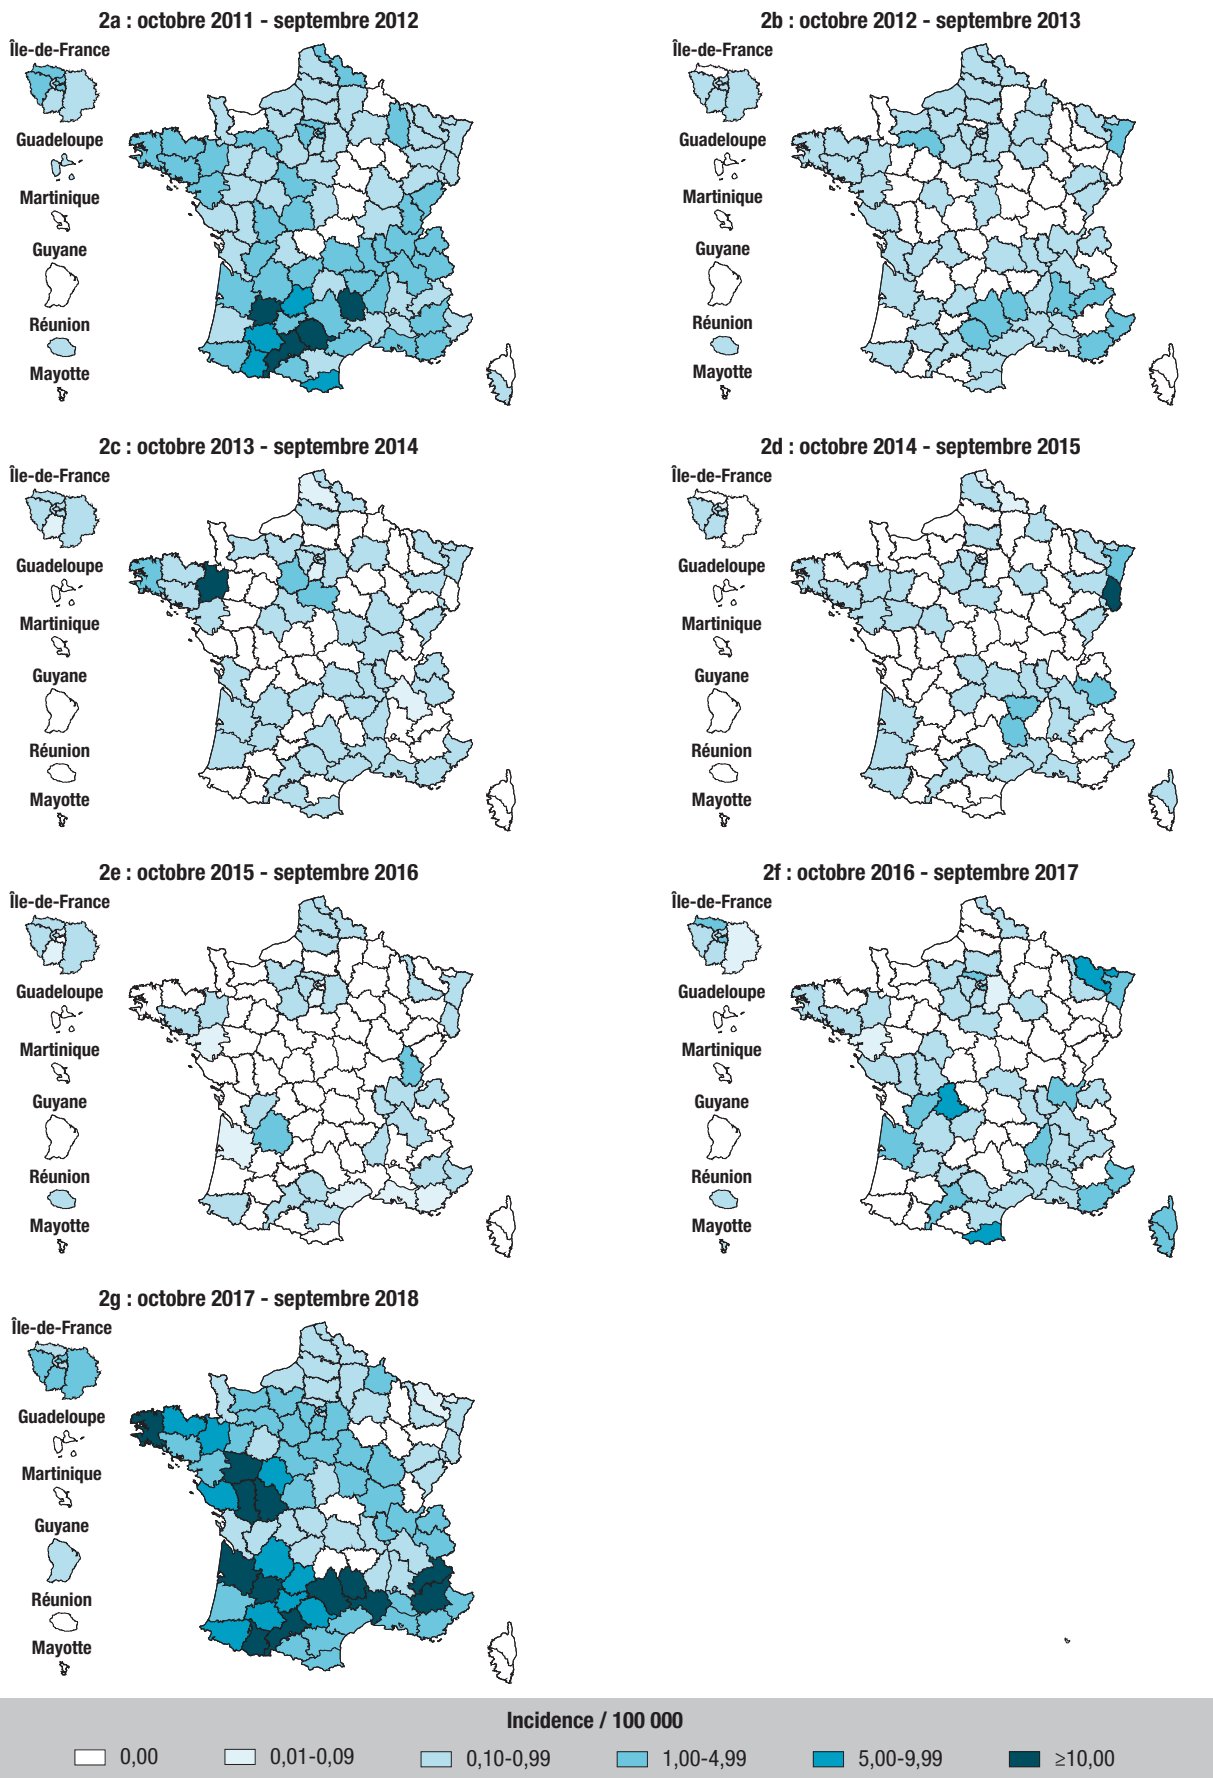 2a : octobre 2011 - septembre 2012
Île-de-France
Guadeloupe
Martinique
Guyane
Réunion
Mayotte
2b : octobre 2012 - septembre 2013
Île-de-France
Guadeloupe
Martinique
Guyane
Réunion
Mayotte
2c : octobre 2013 - septembre 2014
Île-de-France
Guadeloupe
Martinique
Guyane
Réunion
Mayotte
2d : octobre 2014 - septembre 2015
Île-de-France
Guadeloupe
Martinique
Guyane
Réunion
Mayotte
2e : octobre 2015 - septembre 2016
Île-de-France
Guadeloupe
Martinique
Guyane
Réunion
Mayotte
2f : octobre 2016 - septembre 2017
Île-de-France
Guadeloupe
Martinique
Guyane
Réunion
Mayotte
2g : octobre 2017 - septembre 2018
Île-de-France
Guadeloupe
Martinique
Guyane
Réunion
Mayotte
Incidence / 100 000
0,00 0,01-0,09 0,10-0,99 1,00-4,99 5,00-9,99 ≥10,00